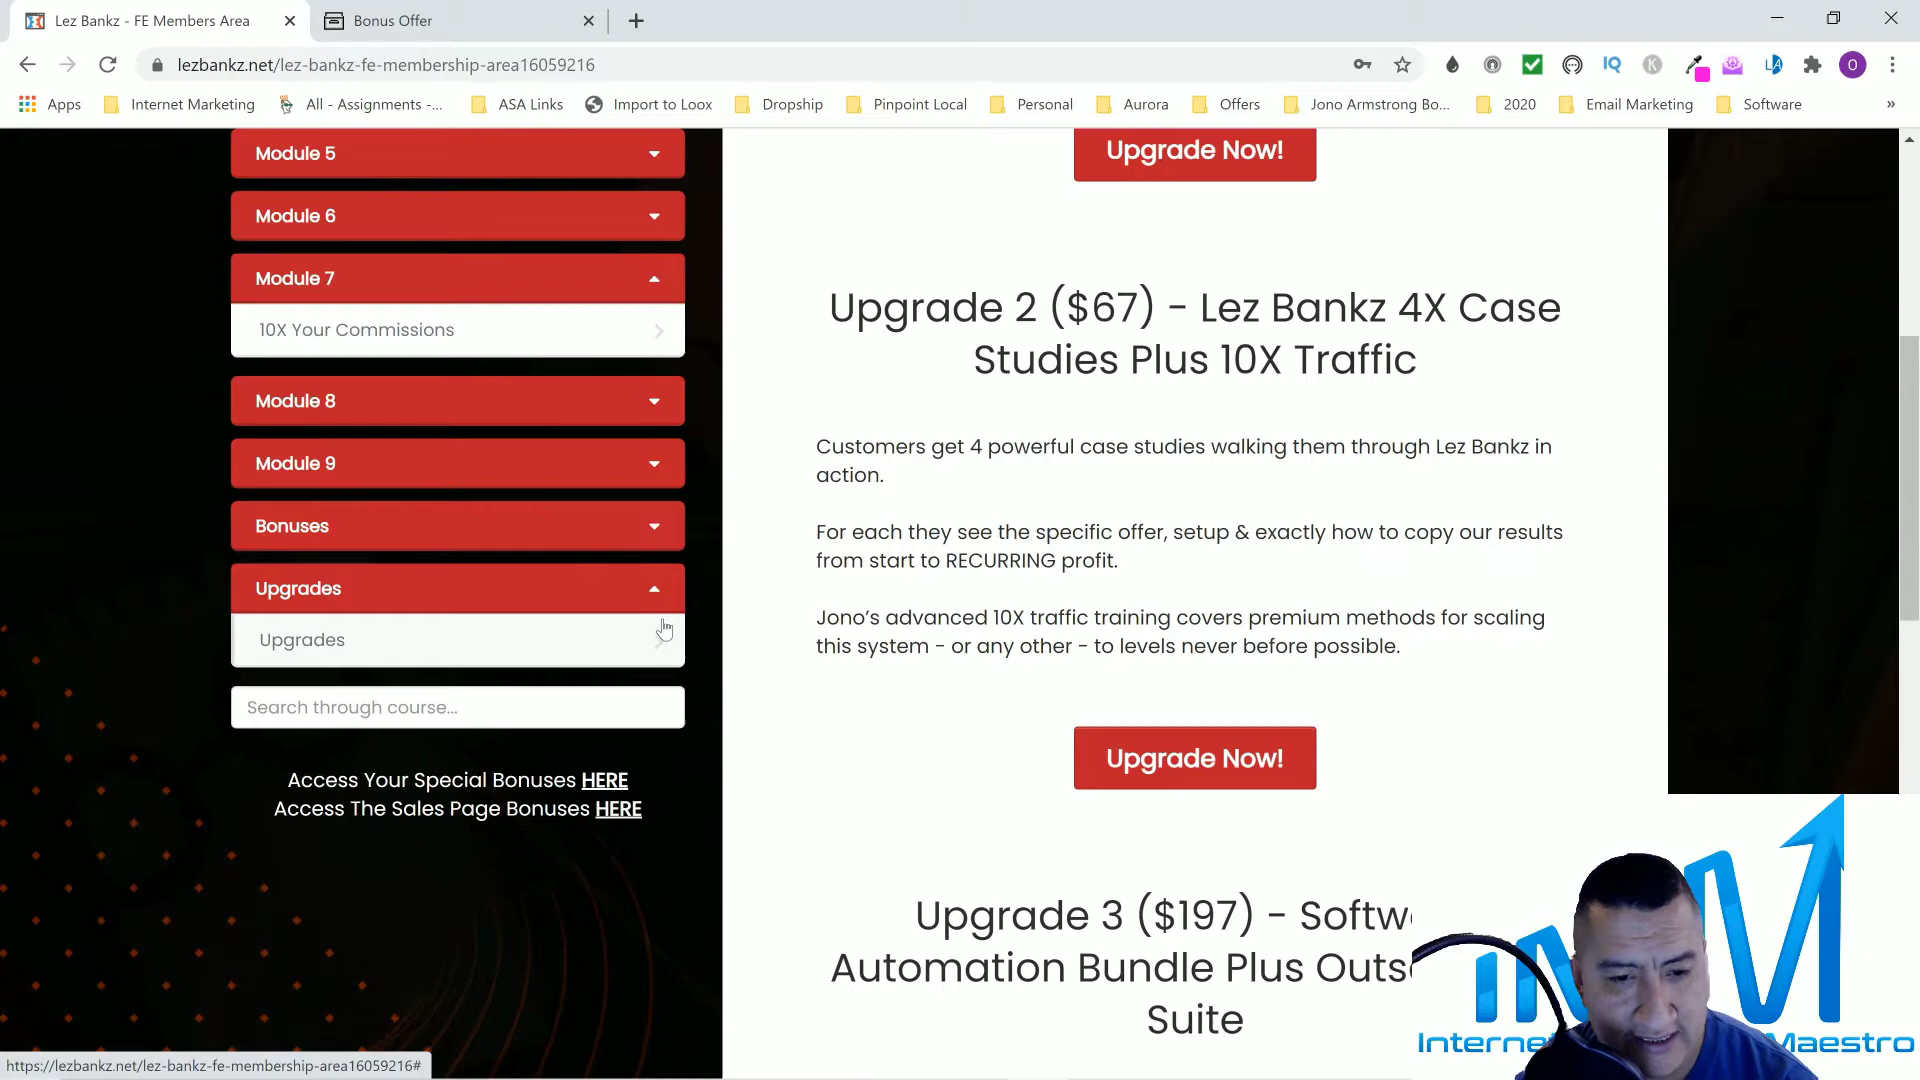 Lez Bankz - FE Members Area
Bonus Offer
lezbankz.net/lez-bankz-fe-membership-area16059216
Apps
Internet Marketing
All - Assignments -...
ASA Links
Import to Loox
Dropship
Pinpoint Local
Personal
Aurora
Offers
Jono Armstrong Bo...
2020
Email Marketing
Software
»
Module 5
Module 6
Module 7
10X Your Commissions
Module 8
Module 9
Bonuses
Upgrades
Upgrades
Search through course...
Access Your Special Bonuses HERE
Access The Sales Page Bonuses HERE
Upgrade Now!
Upgrade 2 ($67) - Lez Bankz 4X Case
Studies Plus 10X Traffic
Customers get 4 powerful case studies walking them through Lez Bankz in
action.
For each they see the specific offer, setup & exactly how to copy our results
from start to RECURRING profit.
Jono's advanced 10X traffic training covers premium methods for scaling
this system - or any other - to levels never before possible.
Upgrade Now!
Upgrade 3 ($197) - Softw
Automation Bundle Plus Outs
Suite
Internet Maestro
https://lezbankz.net/lez-bankz-fe-membership-area16059216#